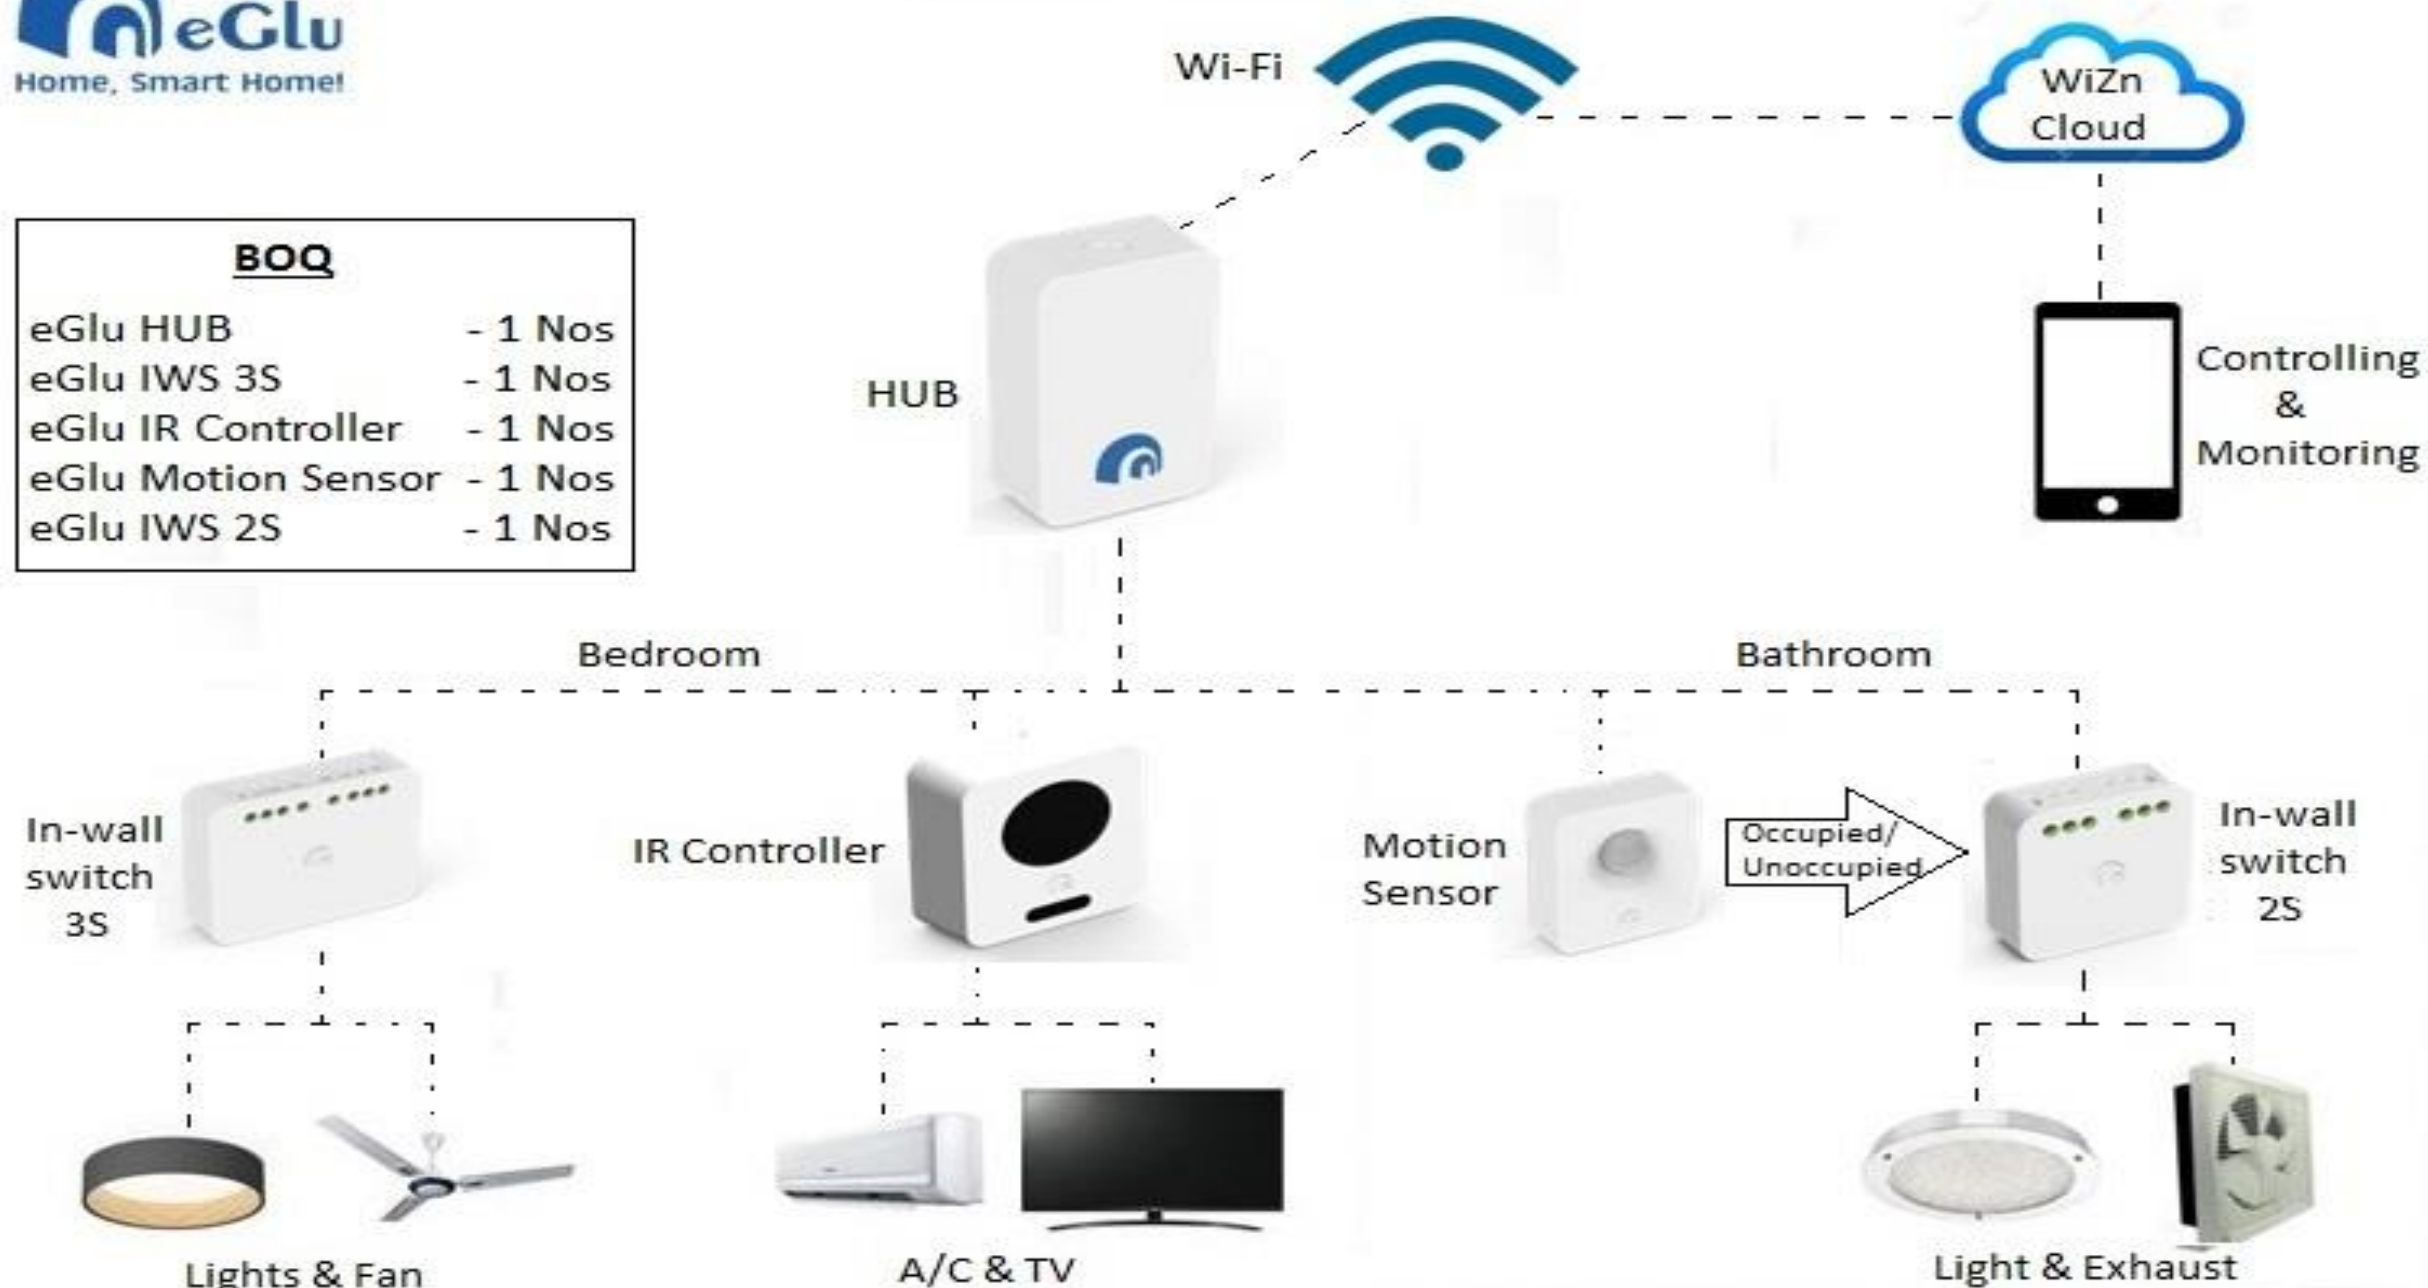 eGlu
Home, Smart Home!
Wi-Fi
WiZn
Cloud
BOQ
eGlu HUB - 1 Nos
eGlu IWS 3S - 1 Nos
eGlu IR Controller - 1 Nos
eGlu Motion Sensor - 1 Nos
eGlu IWS 2S - 1 Nos
HUB
Controlling
&
Monitoring
Bedroom
Bathroom
In-wall
switch
3S
IR Controller
Motion
Sensor
Occupied/
Unoccupied
In-wall
switch
2S
Lights & Fan
A/C & TV
Light & Exhaust